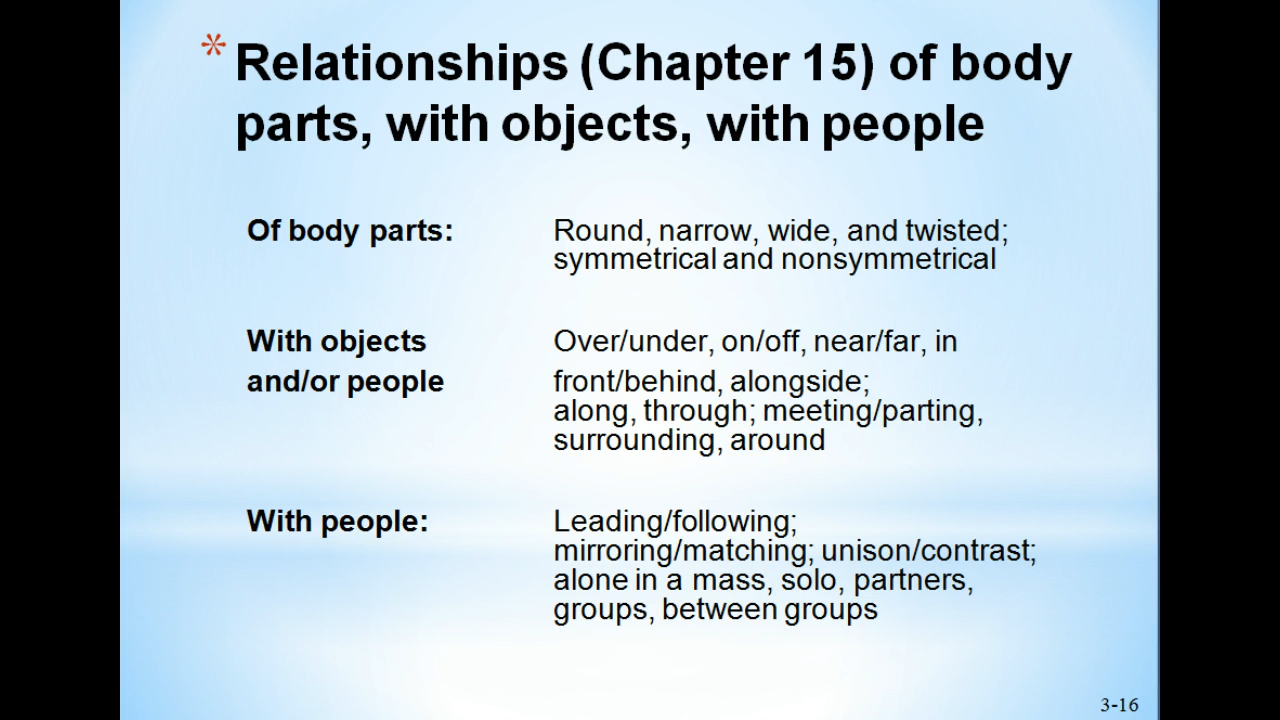 * Relationships (Chapter 15) of body
parts, with objects, with people
Of body parts: Round, narrow, wide, and twisted;
symmetrical and nonsymmetrical
With objects Over/under, on/off, near/far, in
and/or people front/behind, alongside;
along, through; meeting/parting,
surrounding, around
With people: Leading/following;
mirroring/matching; unison/contrast;
alone in a mass, solo, partners,
groups, between groups
3-16